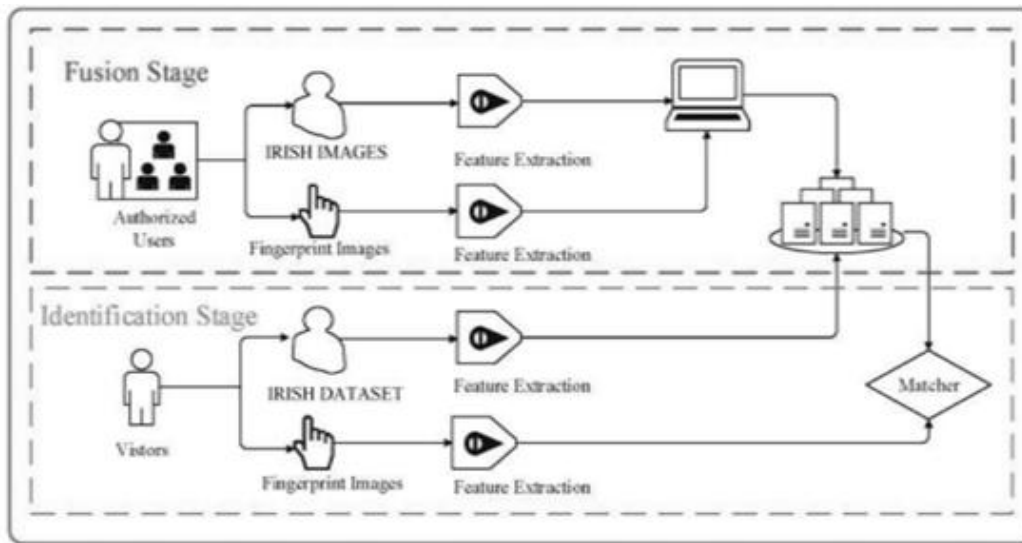 Fusion Stage
IRISH IMAGES
Feature Extraction
Authorized
Users
Fingerprint Images
Feature Extraction
Identification Stage
IRISH DATASET
Feature Extraction
Matcher
Vistors
Fingerprint Images
Feature Extraction